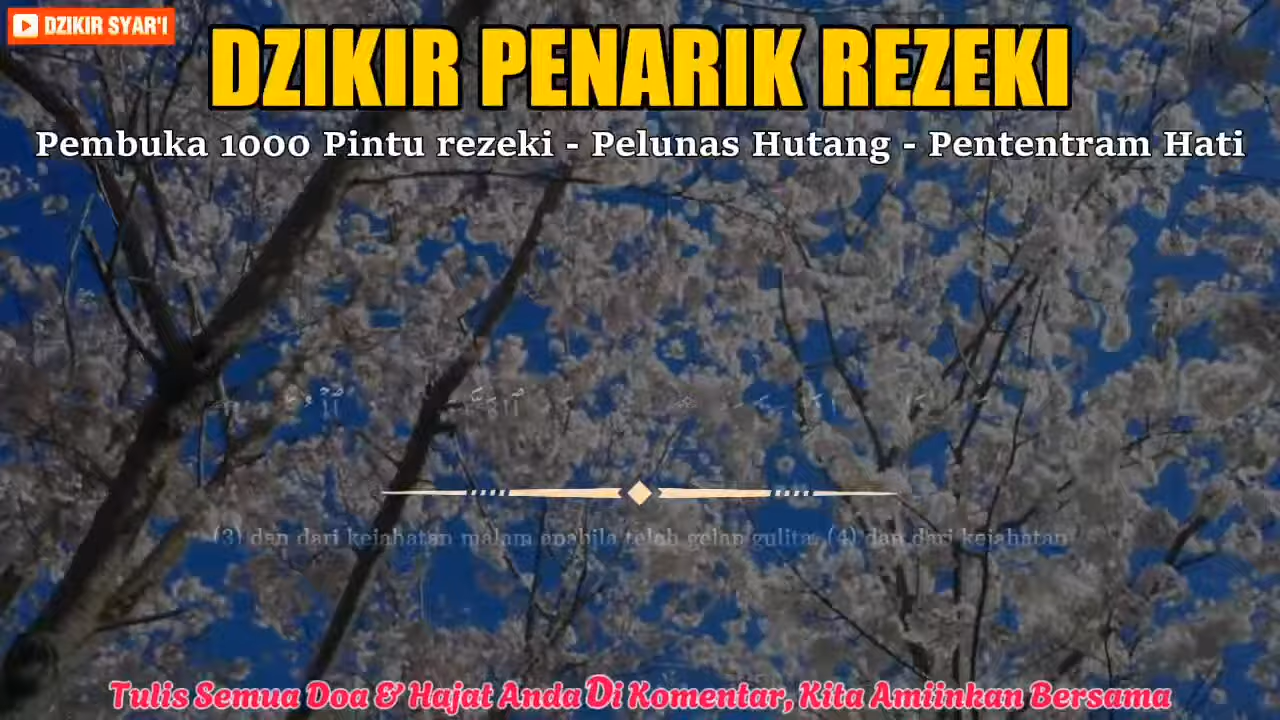 DZIKIR SYAR'I
DZIKIR PENARIK REZEKI
Pembuka 1000 Pintu rezeki - Pelunas Hutang - Pententram Hati
(3) dan dari kejahatan malam apabila telah gelap gulita, (4) dan dari kejahatan
Tulis Semua Doa & Hajat Anda Di Komentar, Kita Amiinkan Bersama